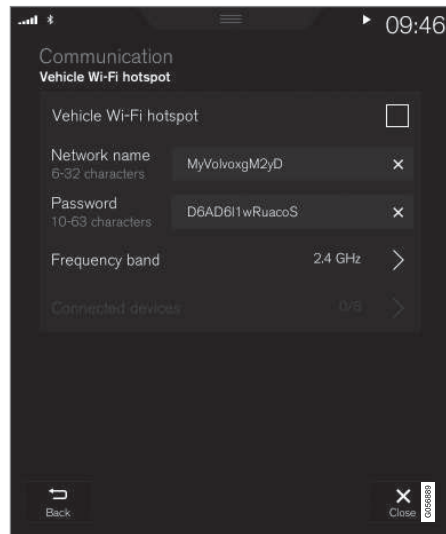 09:46
Communication
Vehicle Wi-Fi hotspot
Vehicle Wi-Fi hotspot
Network name
6-32 characters
MyVolvoxgM2yD
Password
10-63 characters
D6AD6I1wRuacoS
Frequency band
2.4 GHz
Connected devices
0/8
Back
Close
G056889